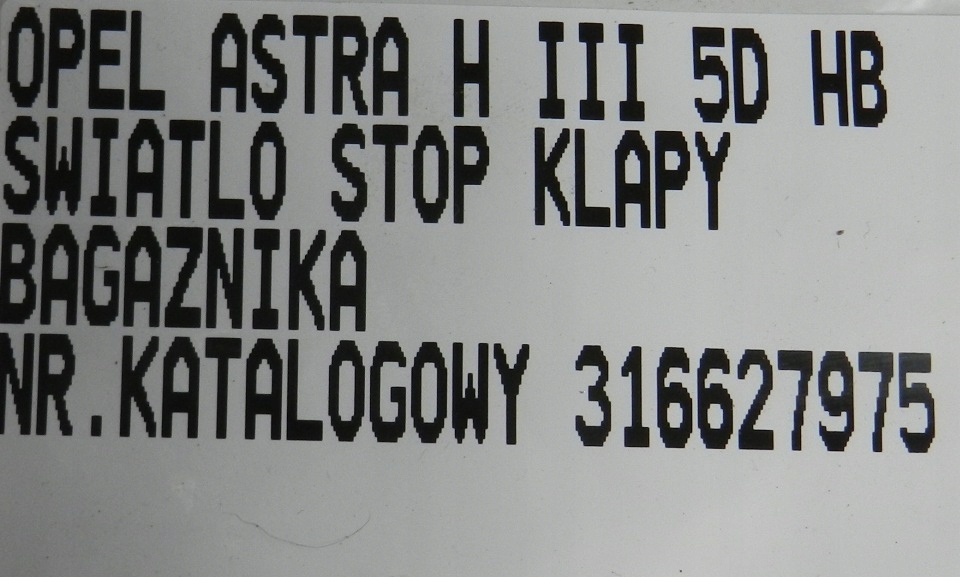 OPEL ASTRA H III 5D HB
SWIATLO STOP KLAPY
BAGAZNIKA
NR.KATALOGOWY 316627975